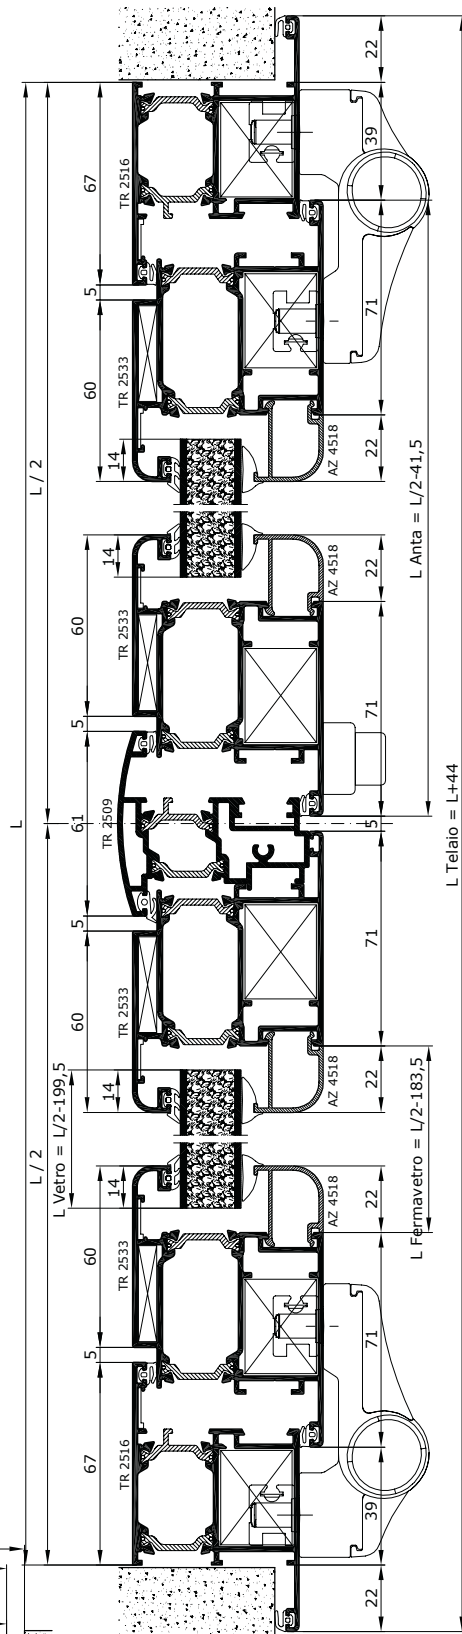 22
39
67
TR 2516
5
71
60
TR 2533
L / 2
14
AZ 4518
22
L Anta = L/2-41,5
14
22
AZ 4518
60
TR 2533
71
5
L
61
TR 2509
5
L Telaio = L+44
5
71
60
TR 2533
14
AZ 4518
22
L Vetro = L/2-199,5
L / 2
L Fermavetro = L/2-183,5
14
22
AZ 4518
60
TR 2533
71
5
67
TR 2516
39
22